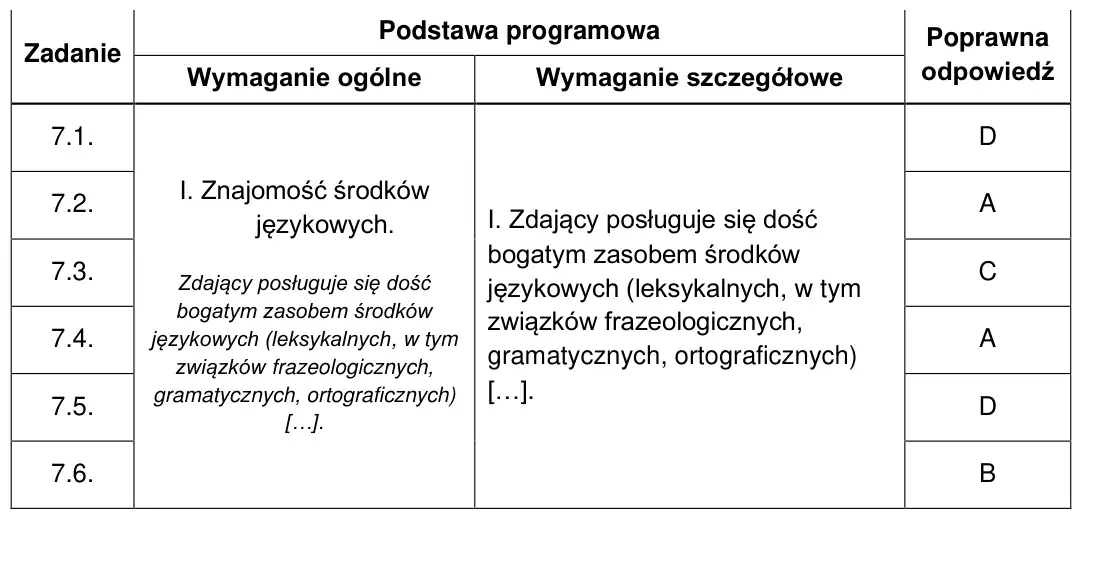 Zadanie
Podstawa programowa
Poprawna
odpowiedź
Wymaganie ogólne
Wymaganie szczegółowe
7.1.
I. Znajomość środków
językowych.
Zdający posługuje się dość
bogatym zasobem środków
językowych (leksykalnych, w tym
związków frazeologicznych,
gramatycznych, ortograficznych)
[…].
I. Zdający posługuje się dość
bogatym zasobem środków
językowych (leksykalnych, w tym
związków frazeologicznych,
gramatycznych, ortograficznych)
[…].
D
7.2.
A
7.3.
C
7.4.
A
7.5.
D
7.6.
B